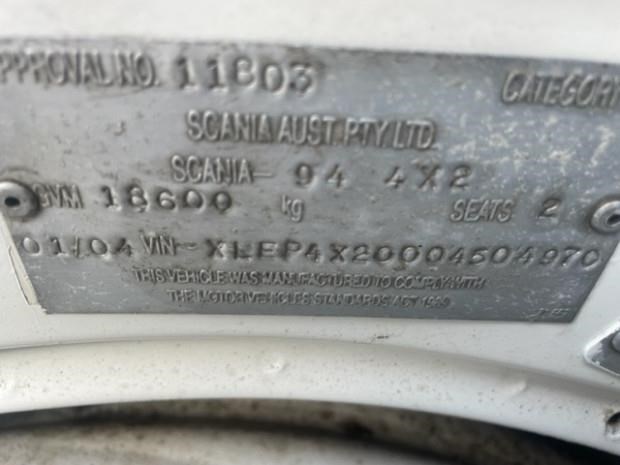 APPROVAL NO. 11803 CATEGORY
SCANIA AUST. PTY LTD.
SCANIA- 94 4X2
GVM 18600 kg SEATS 2
01/04 VIN- XLEP4X20004504970
THIS VEHICLE WAS MANUFACTURED TO COMPLY WITH
THE MOTOR VEHICLES STANDARDS ACT 1989